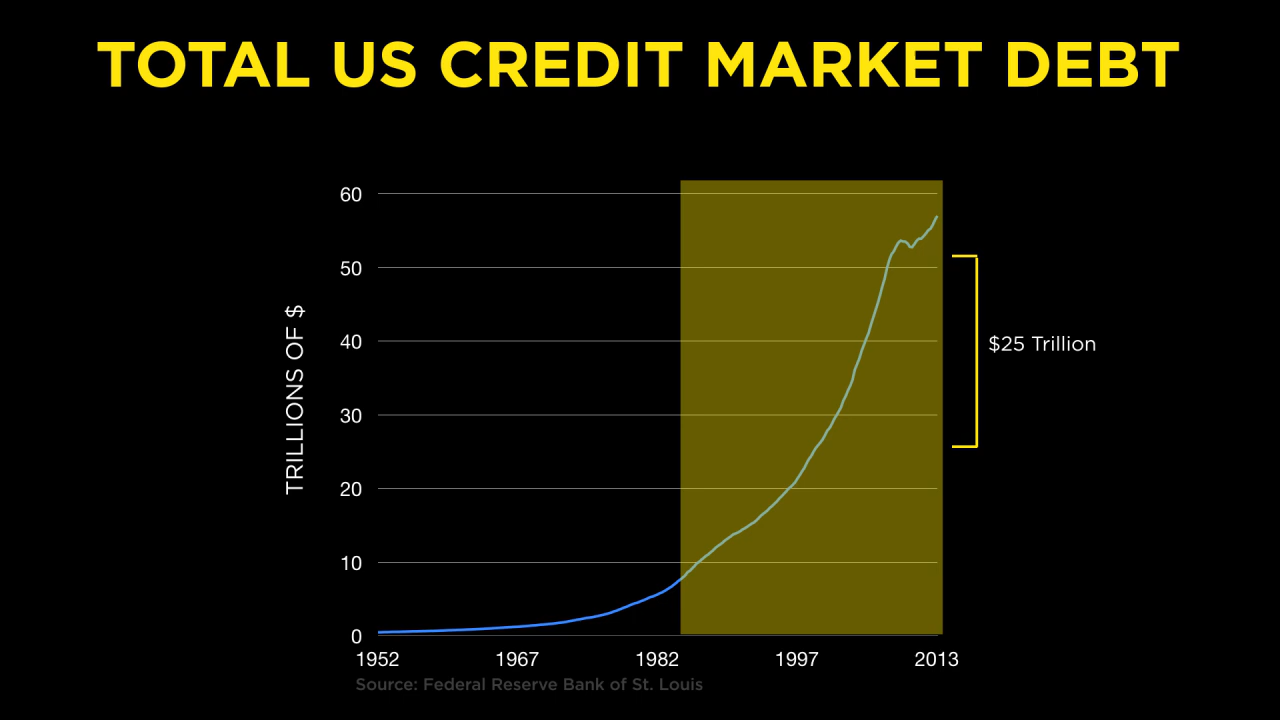 TOTAL US CREDIT MARKET DEBT
60
50
40
30
20
10
0
TRILLIONS OF $
$25 Trillion
1952 1967 1982 1997 2013
Source: Federal Reserve Bank of St. Louis